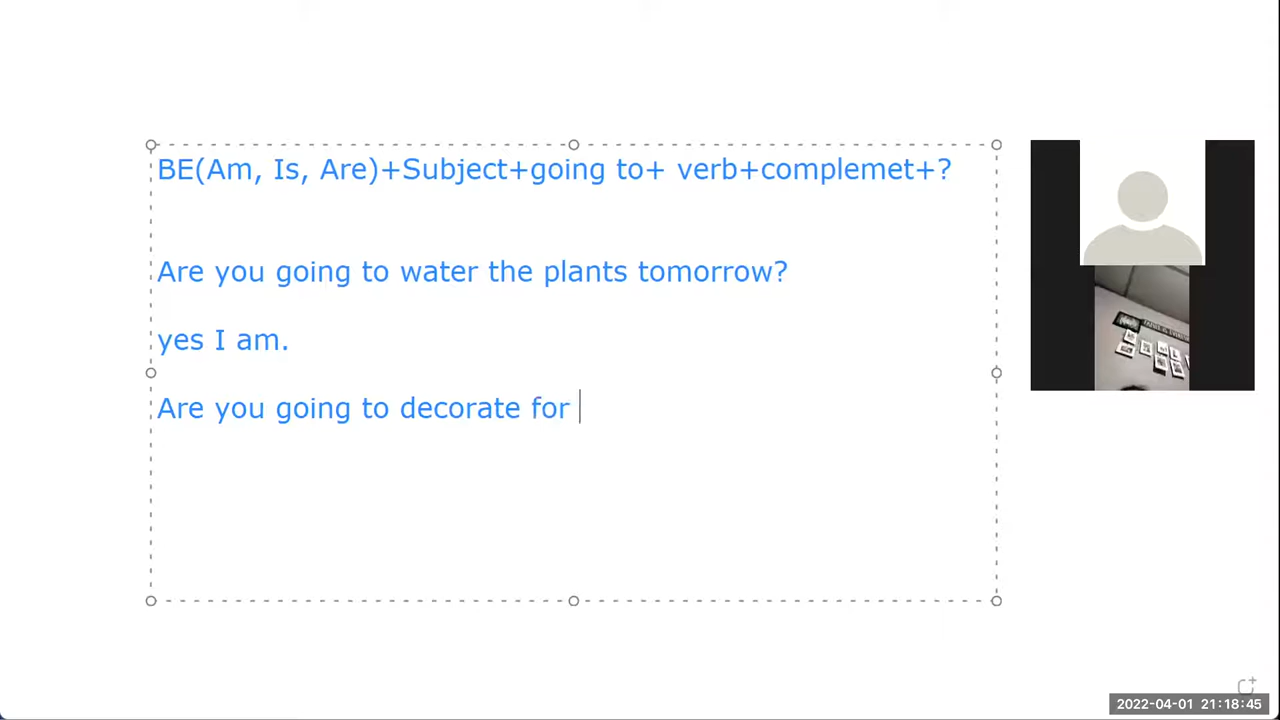 BE(Am, Is, Are)+Subject+going to+ verb+complemet+?
Are you going to water the plants tomorrow?
yes I am.
Are you going to decorate for
2022-04-01 21:18:45